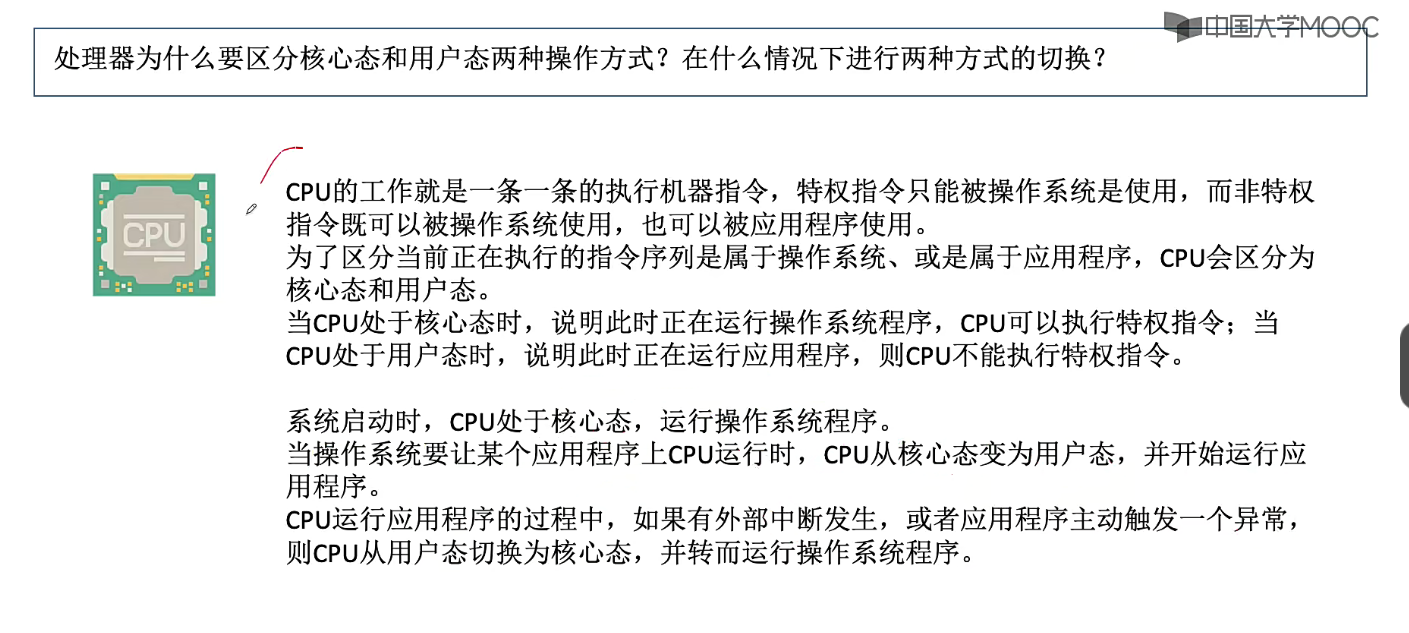 中国大学MOOC
处理器为什么要区分核心态和用户态两种操作方式？在什么情况下进行两种方式的切换？
CPU
CPU的工作就是一条一条的执行机器指令，特权指令只能被操作系统是使用，而非特权
指令既可以被操作系统使用，也可以被应用程序使用。
为了区分当前正在执行的指令序列是属于操作系统、或是属于应用程序，CPU会区分为
核心态和用户态。
当CPU处于核心态时，说明此时正在运行操作系统程序，CPU可以执行特权指令；当
CPU处于用户态时，说明此时正在运行应用程序，则CPU不能执行特权指令。
系统启动时，CPU处于核心态，运行操作系统程序。
当操作系统要让某个应用程序上CPU运行时，CPU从核心态变为用户态，并开始运行应
用程序。
CPU运行应用程序的过程中，如果有外部中断发生，或者应用程序主动触发一个异常，
则CPU从用户态切换为核心态，并转而运行操作系统程序。